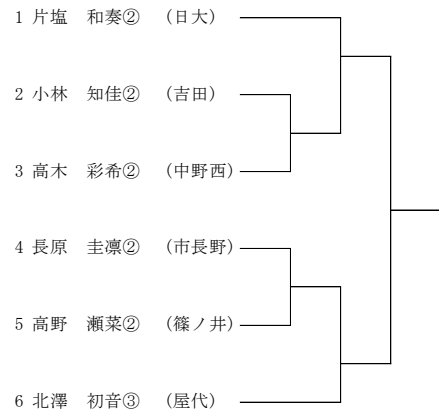 1 片塩　和奏②　(日大)
2 小林　知佳②　(吉田)
3 高木　彩希②　(中野西)
4 長原　圭凛②　(市長野)
5 高野　瀬菜②　(篠ノ井)
6 北澤　初音③　(屋代)